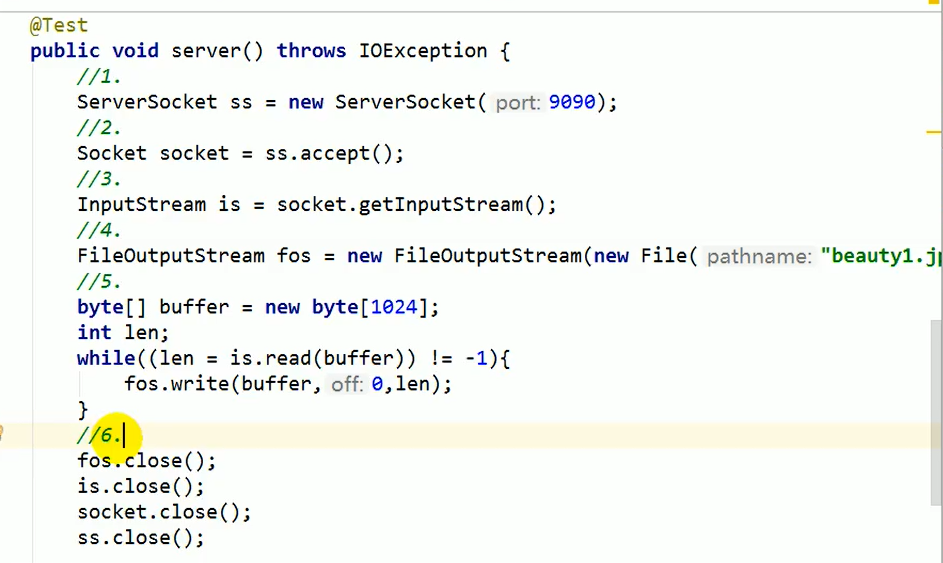 @Test
public void server() throws IOException {
//1.
ServerSocket ss = new ServerSocket( port: 9090);
//2.
Socket socket = ss.accept();
//3.
InputStream is = socket.getInputStream();
//4.
FileOutputStream fos = new FileOutputStream(new File( pathname: "beauty1.j
//5.
byte[] buffer = new byte[1024];
int len;
while((len = is.read(buffer)) != -1){
fos.write(buffer, off: 0,len);
}
//6.
fos.close();
is.close();
socket.close();
ss.close();